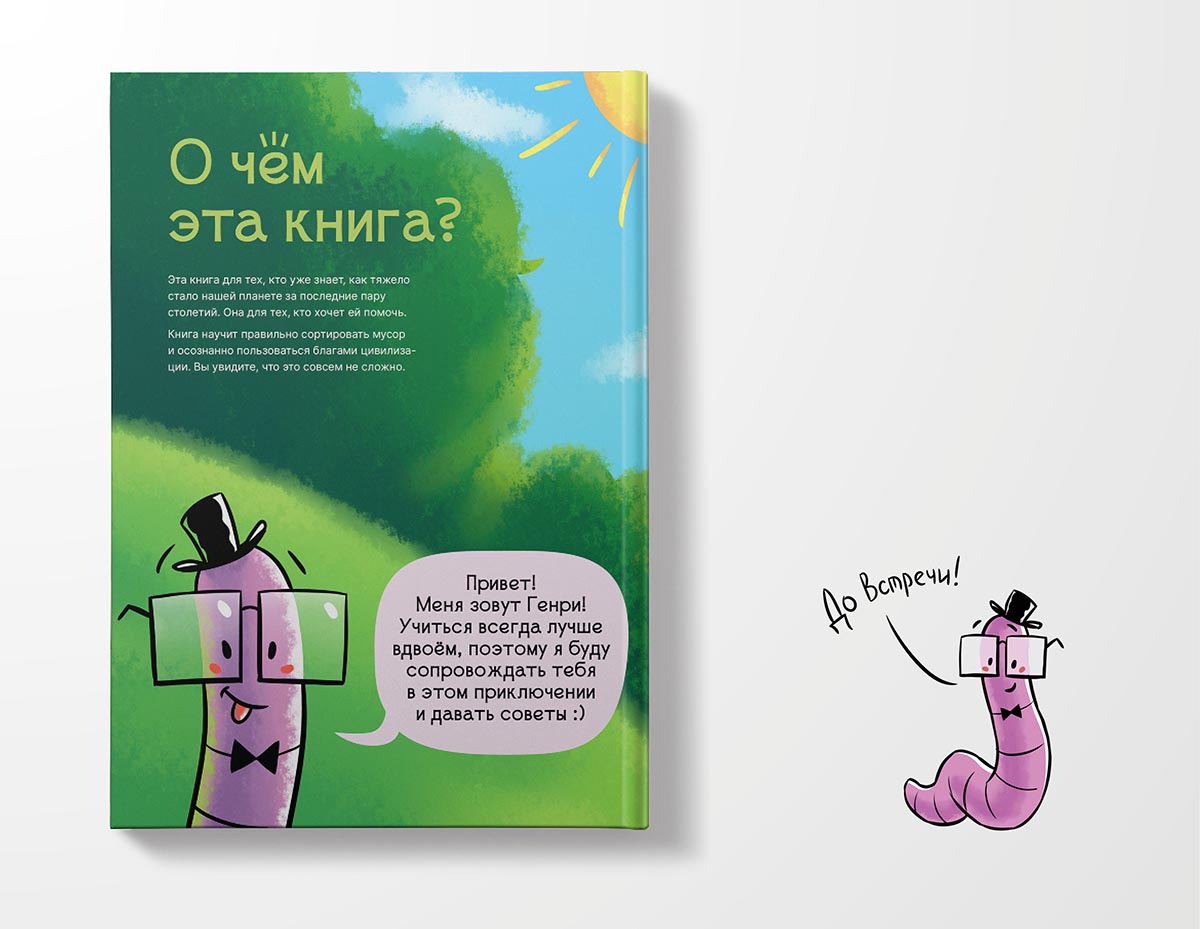 О чём
эта книга?
Эта книга для тех, кто уже знает, как тяжело
стало нашей планете за последние пару
столетий. Она для тех, кто хочет ей помочь.
Книга научит правильно сортировать мусор
и осознанно пользоваться благами цивилиза-
ции. Вы увидите, что это совсем не сложно.
Привет!
Меня зовут Генри!
Учиться всегда лучше
вдвоём, поэтому я буду
сопровождать тебя
в этом приключении
и давать советы :)
До встречи!